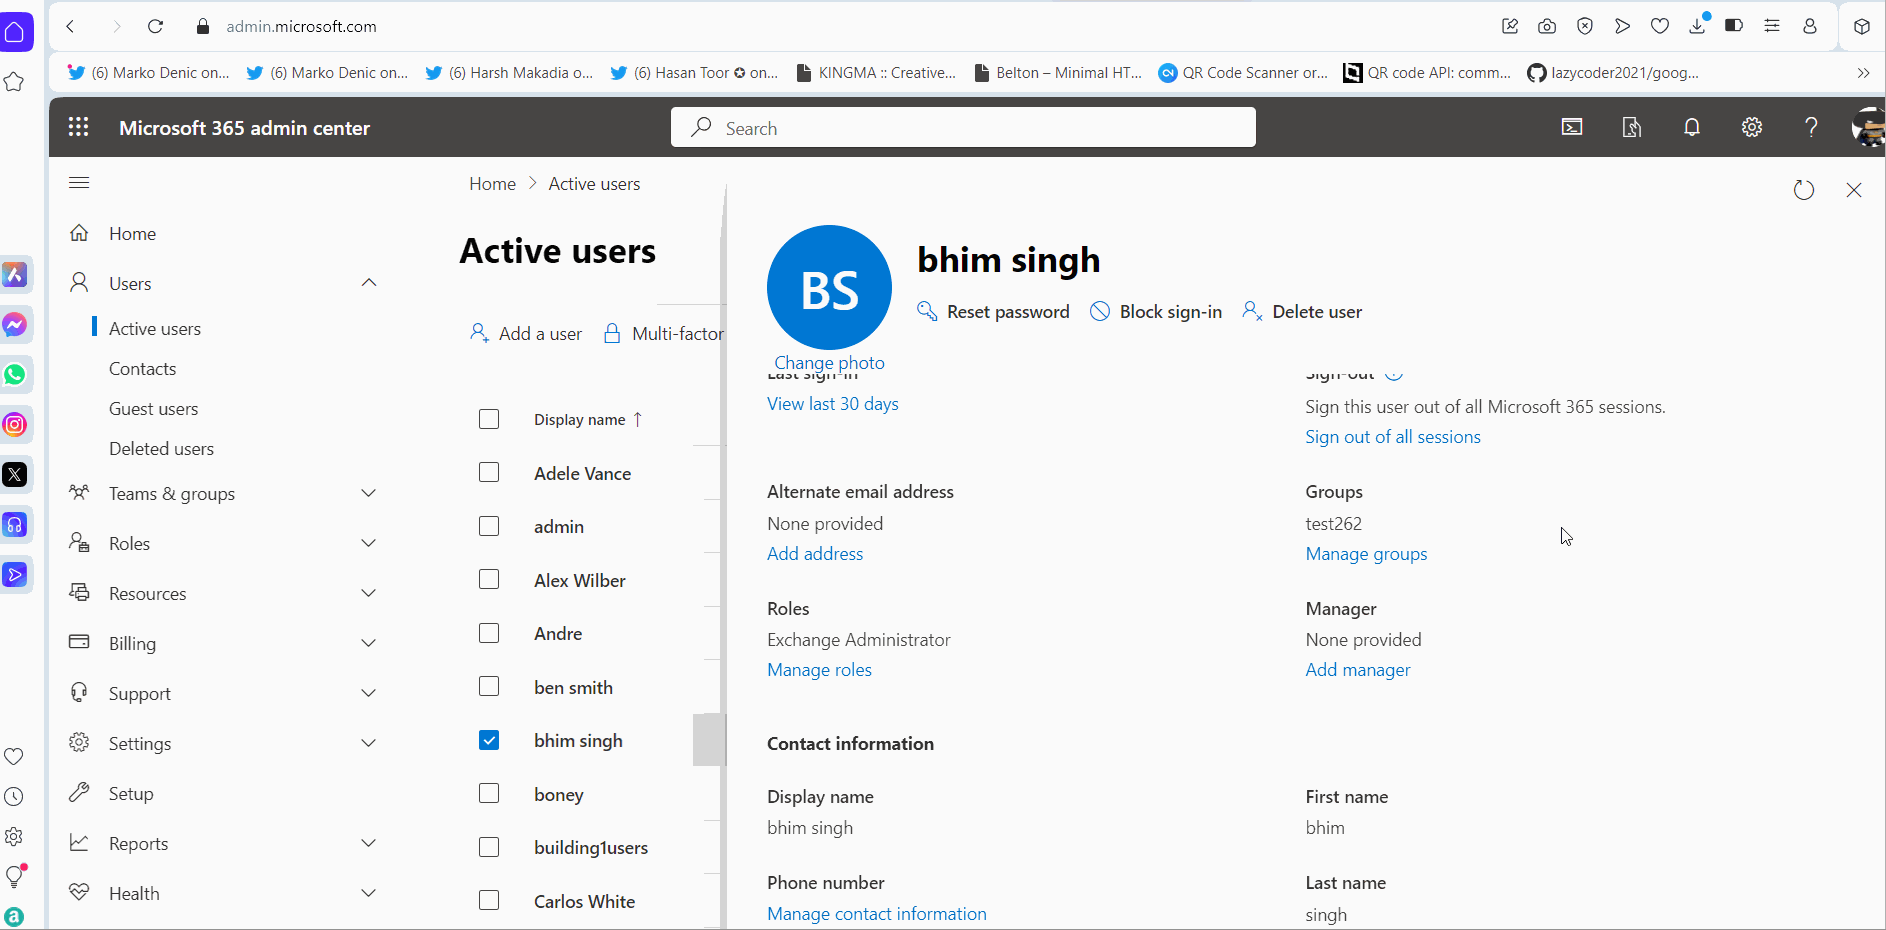 admin.microsoft.com
(6) Marko Denic on...
(6) Marko Denic on...
(6) Harsh Makadia o...
(6) Hasan Toor ✪ on...
KINGMA :: Creative...
Belton – Minimal HT...
QR Code Scanner or...
QR code API: comm...
lazycoder2021/goog...
Microsoft 365 admin center
Search
Home
Users
Active users
Contacts
Guest users
Deleted users
Teams & groups
Roles
Resources
Billing
Support
Settings
Setup
Reports
Health
Home > Active users
Active users
Add a user
Multi-factor
Display name ↑
Adele Vance
admin
Alex Wilber
Andre
ben smith
bhim singh
boney
building1users
Carlos White
BS
Change photo
bhim singh
Reset password
Block sign-in
Delete user
Last sign-in
View last 30 days
Sign-out
Sign this user out of all Microsoft 365 sessions.
Sign out of all sessions
Alternate email address
None provided
Add address
Groups
test262
Manage groups
Roles
Exchange Administrator
Manage roles
Manager
None provided
Add manager
Contact information
Display name
bhim singh
First name
bhim
Phone number
Manage contact information
Last name
singh